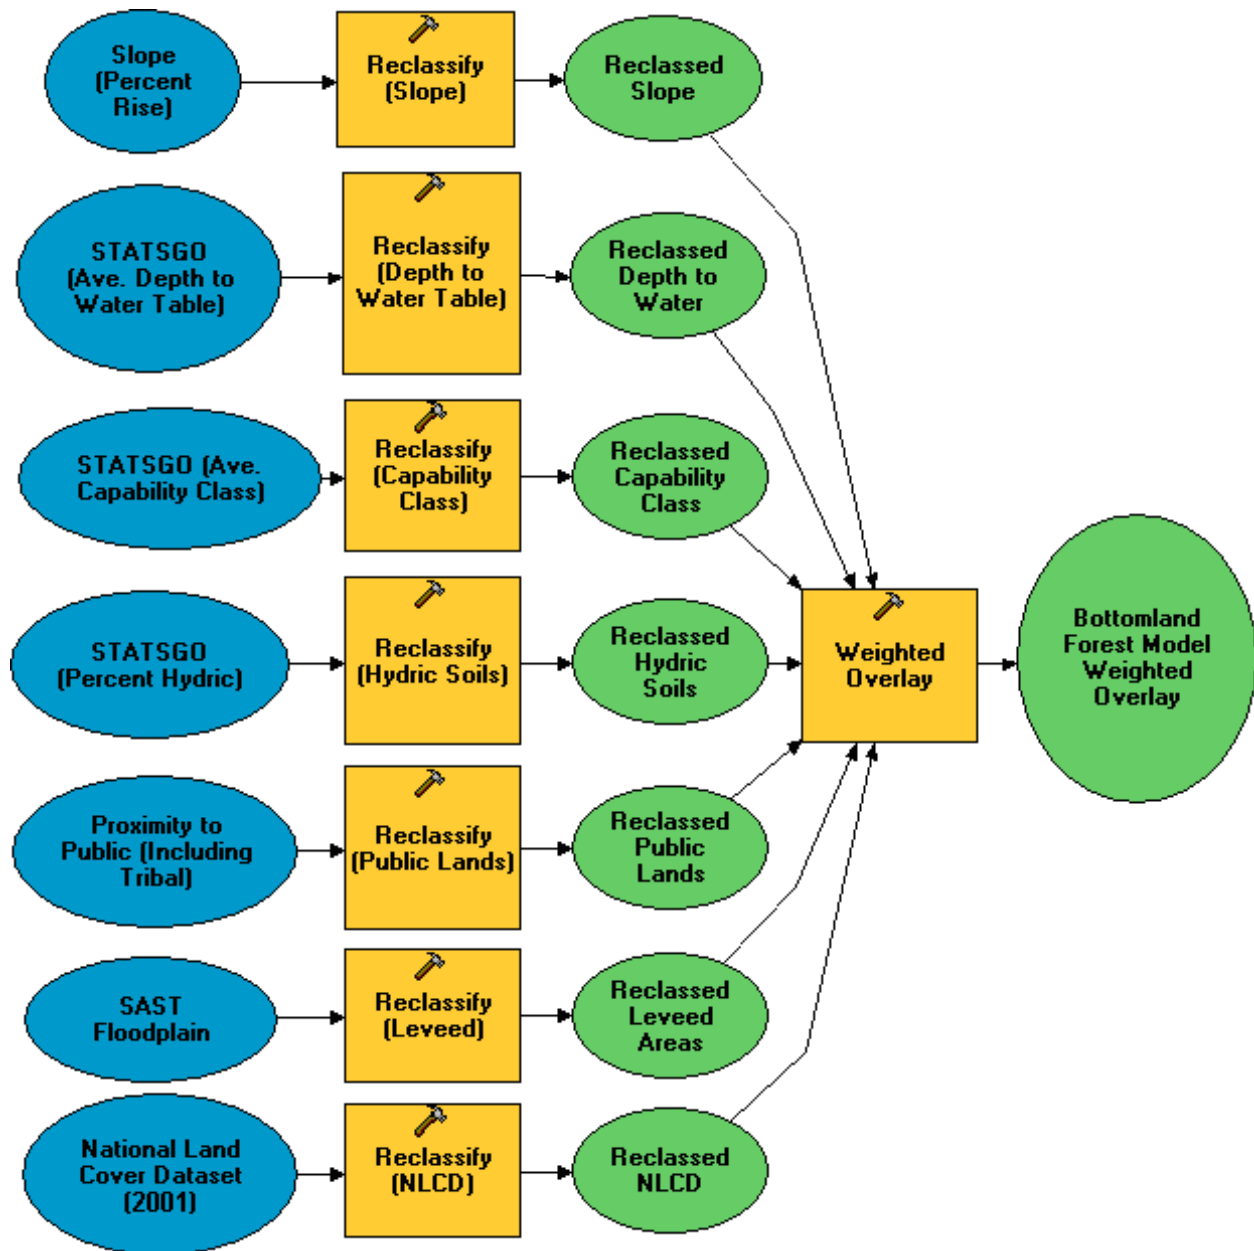 Slope
(Percent
Rise)
Reclassify
(Slope)
Reclassed
Slope
STATSGO
(Ave. Depth to
Water Table)
Reclassify
(Depth to
Water Table)
Reclassed
Depth to
Water
STATSGO (Ave.
Capability Class)
Reclassify
(Capability
Class)
Reclassed
Capability
Class
STATSGO
(Percent Hydric)
Reclassify
(Hydric Soils)
Reclassed
Hydric
Soils
Weighted
Overlay
Bottomland
Forest Model
Weighted
Overlay
Proximity to
Public (Including
Tribal)
Reclassify
(Public Lands)
Reclassed
Public
Lands
SAST
Floodplain
Reclassify
(Leveed)
Reclassed
Leveed
Areas
National Land
Cover Dataset
(2001)
Reclassify
(NLCD)
Reclassed
NLCD